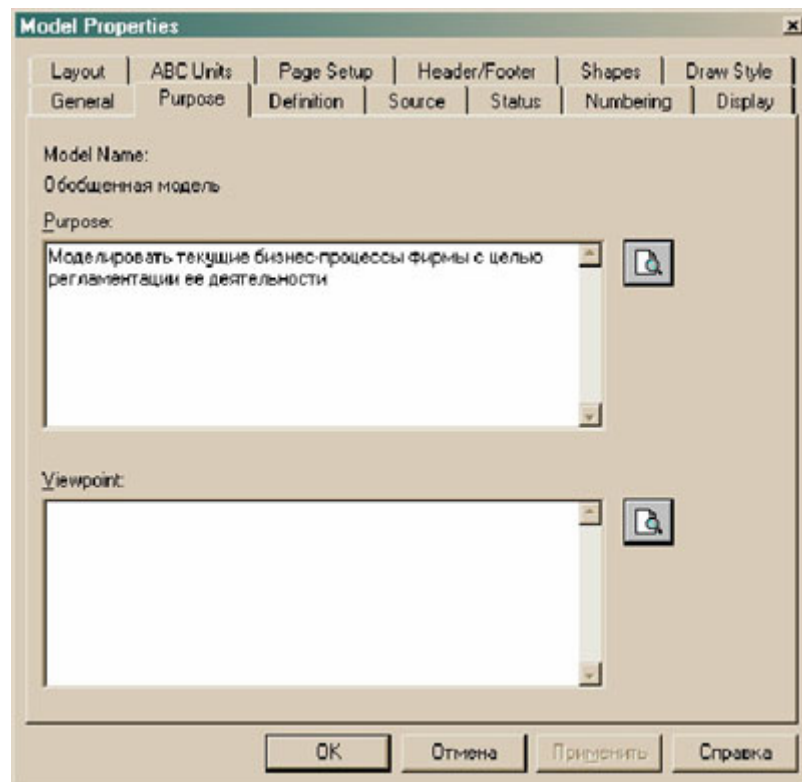 Model Properties
Layout ABC Units Page Setup Header/Footer Shapes Draw Style
General Purpose Definition Source Status Numbering Display
Model Name:
Обобщенная модель
Purpose:
Моделировать текущие бизнес-процессы фирмы с целью
регламентации ее деятельности
Viewpoint:
OK Отмена Применить Справка